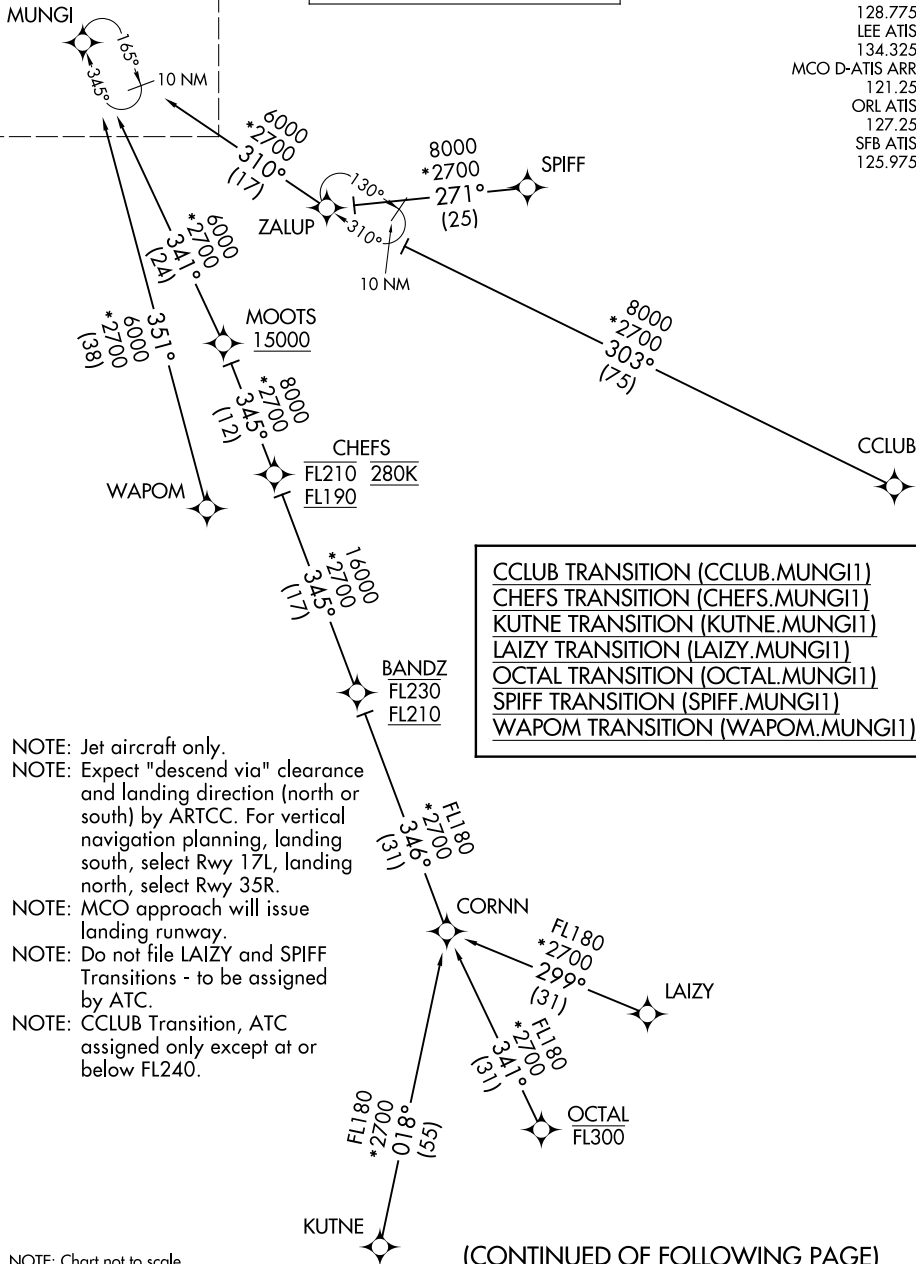 MUNGI
165°
345°
10 NM
128.775
LEE ATIS
134.325
MCO D-ATIS ARR
121.25
ORL ATIS
127.25
SFB ATIS
125.975
6000
*2700
310°
(17)
8000
*2700
271°
(25)
SPIFF
ZALUP
130°
310°
10 NM
6000
*2700
341°
(24)
6000
*2700
351°
(38)
MOOTS
15000
8000
*2700
303°
(75)
8000
*2700
345°
(12)
CHEFS
FL210 280K
FL190
WAPOM
CCLUB
16000
*2700
345°
(17)
CCLUB TRANSITION (CCLUB.MUNGI1)
CHEFS TRANSITION (CHEFS.MUNGI1)
KUTNE TRANSITION (KUTNE.MUNGI1)
LAIZY TRANSITION (LAIZY.MUNGI1)
OCTAL TRANSITION (OCTAL.MUNGI1)
SPIFF TRANSITION (SPIFF.MUNGI1)
WAPOM TRANSITION (WAPOM.MUNGI1)
BANDZ
FL230
FL210
NOTE: Jet aircraft only.
NOTE: Expect "descend via" clearance
and landing direction (north or
south) by ARTCC. For vertical
navigation planning, landing
south, select Rwy 17L, landing
north, select Rwy 35R.
NOTE: MCO approach will issue
landing runway.
NOTE: Do not file LAIZY and SPIFF
Transitions - to be assigned
by ATC.
NOTE: CCLUB Transition, ATC
assigned only except at or
below FL240.
FL180
*2700
346°
(31)
CORNN
FL180
*2700
299°
(31)
LAIZY
FL180
*2700
341°
(31)
OCTAL
FL300
FL180
*2700
018°
(55)
KUTNE
NOTE: Chart not to scale
(CONTINUED OF FOLLOWING PAGE)